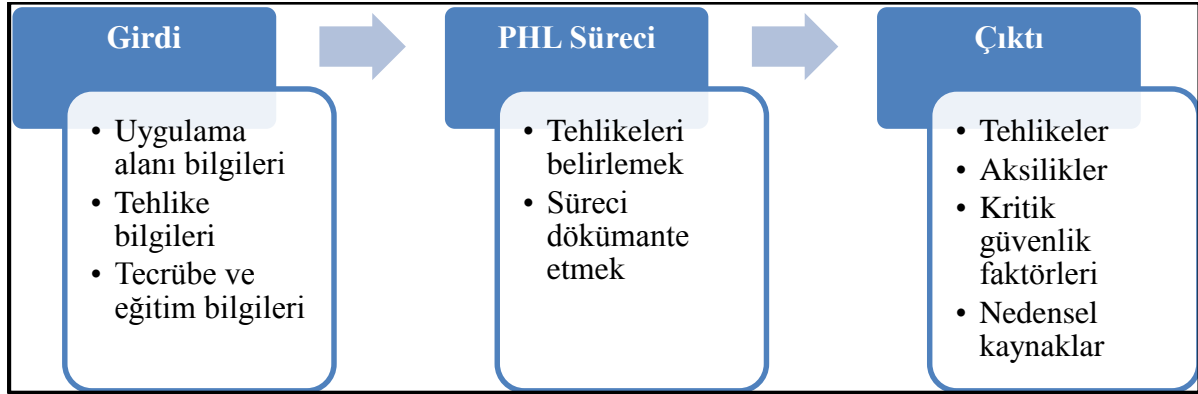 Girdi
• Uygulama
alanı bilgileri
• Tehlike
bilgileri
• Tecrübe ve
eğitim bilgileri
PHL Süreci
• Tehlikeleri
belirlemek
• Süreci
dökümante
etmek
Çıktı
• Tehlikeler
• Aksilikler
• Kritik
güvenlik
faktörleri
• Nedensel
kaynaklar